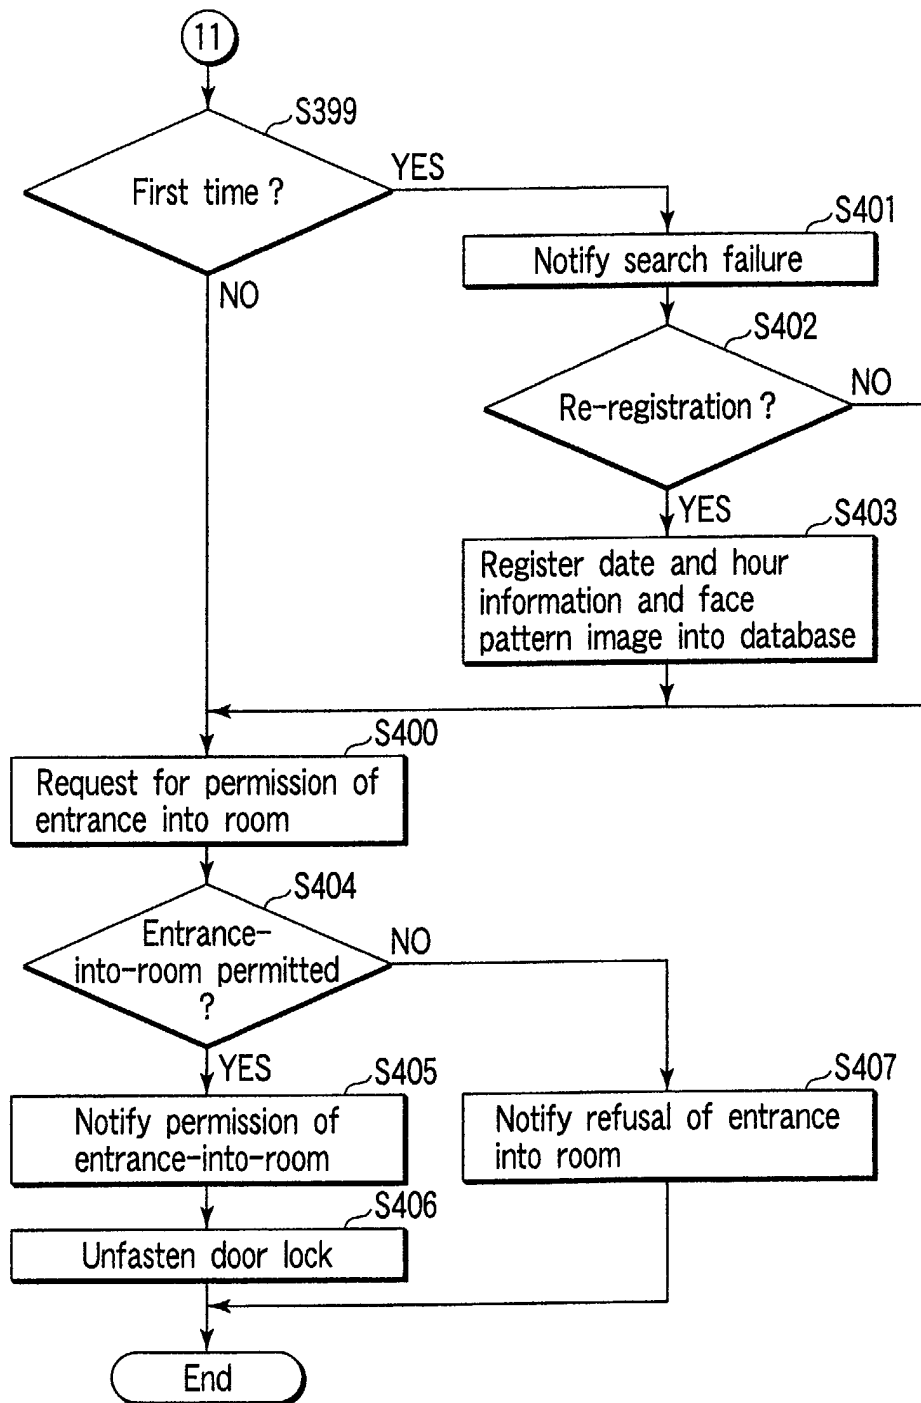 11
S399
First time ?
YES
NO
S401
Notify search failure
S402
Re-registration ?
NO
YES
S403
Register date and hour
information and face
pattern image into database
S400
Request for permission of
entrance into room
S404
Entrance-
into-room permitted
?
NO
YES
S405
Notify permission of
entrance-into-room
S407
Notify refusal of entrance
into room
S406
Unfasten door lock
End